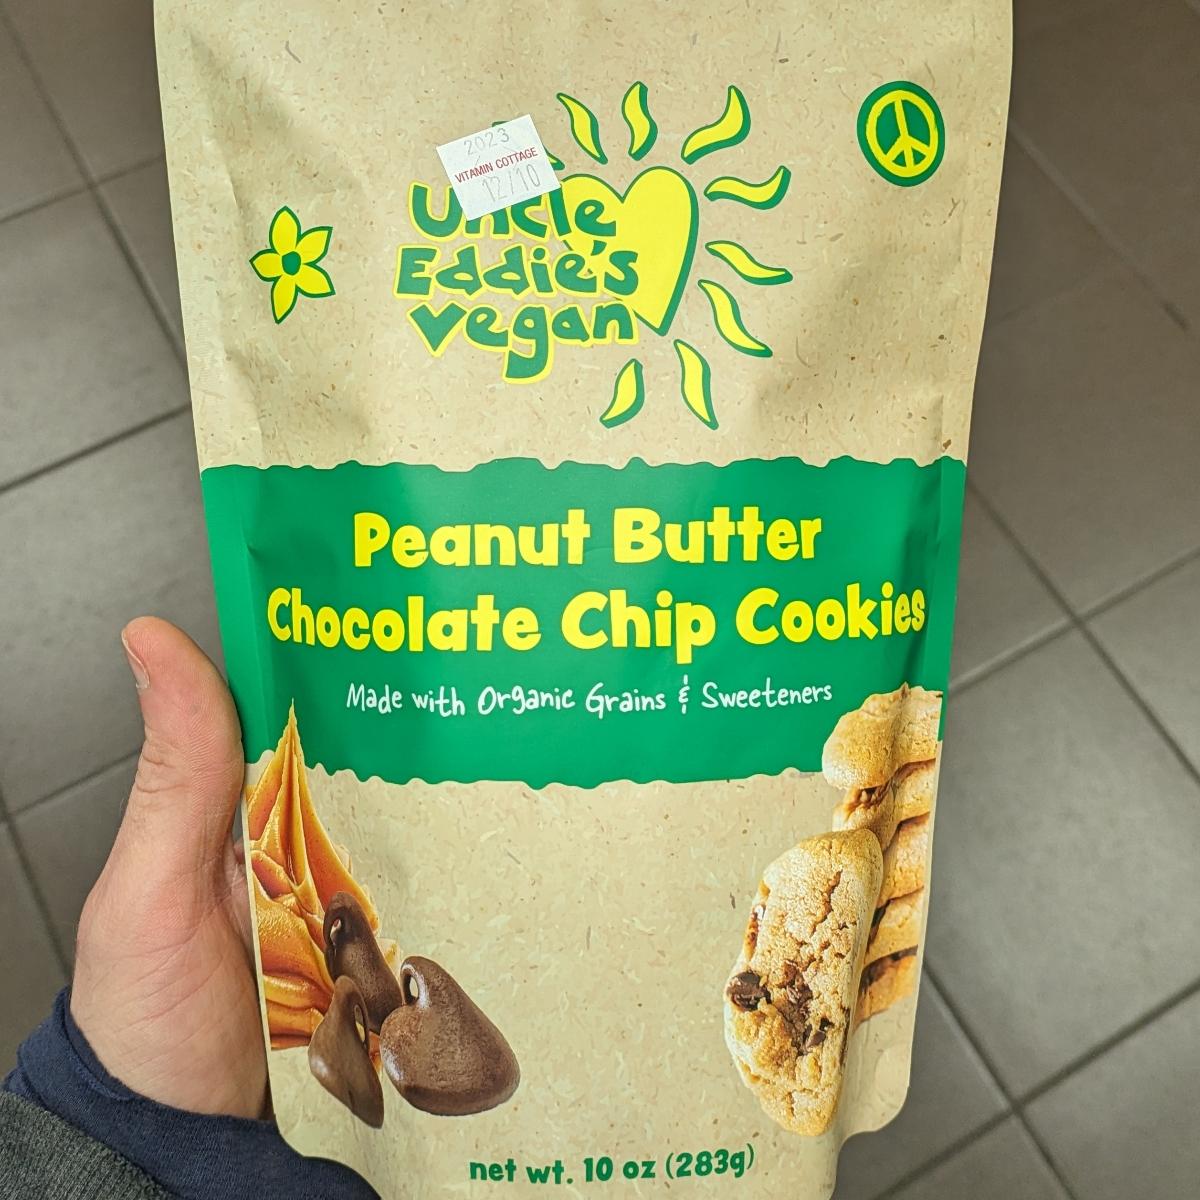 2023
VITAMIN COTTAGE
12/10
Uncle
Eddie's
vegan
Peanut Butter
Chocolate Chip Cookies
Made with Organic Grains & Sweeteners
net wt. 10 oz (283g)